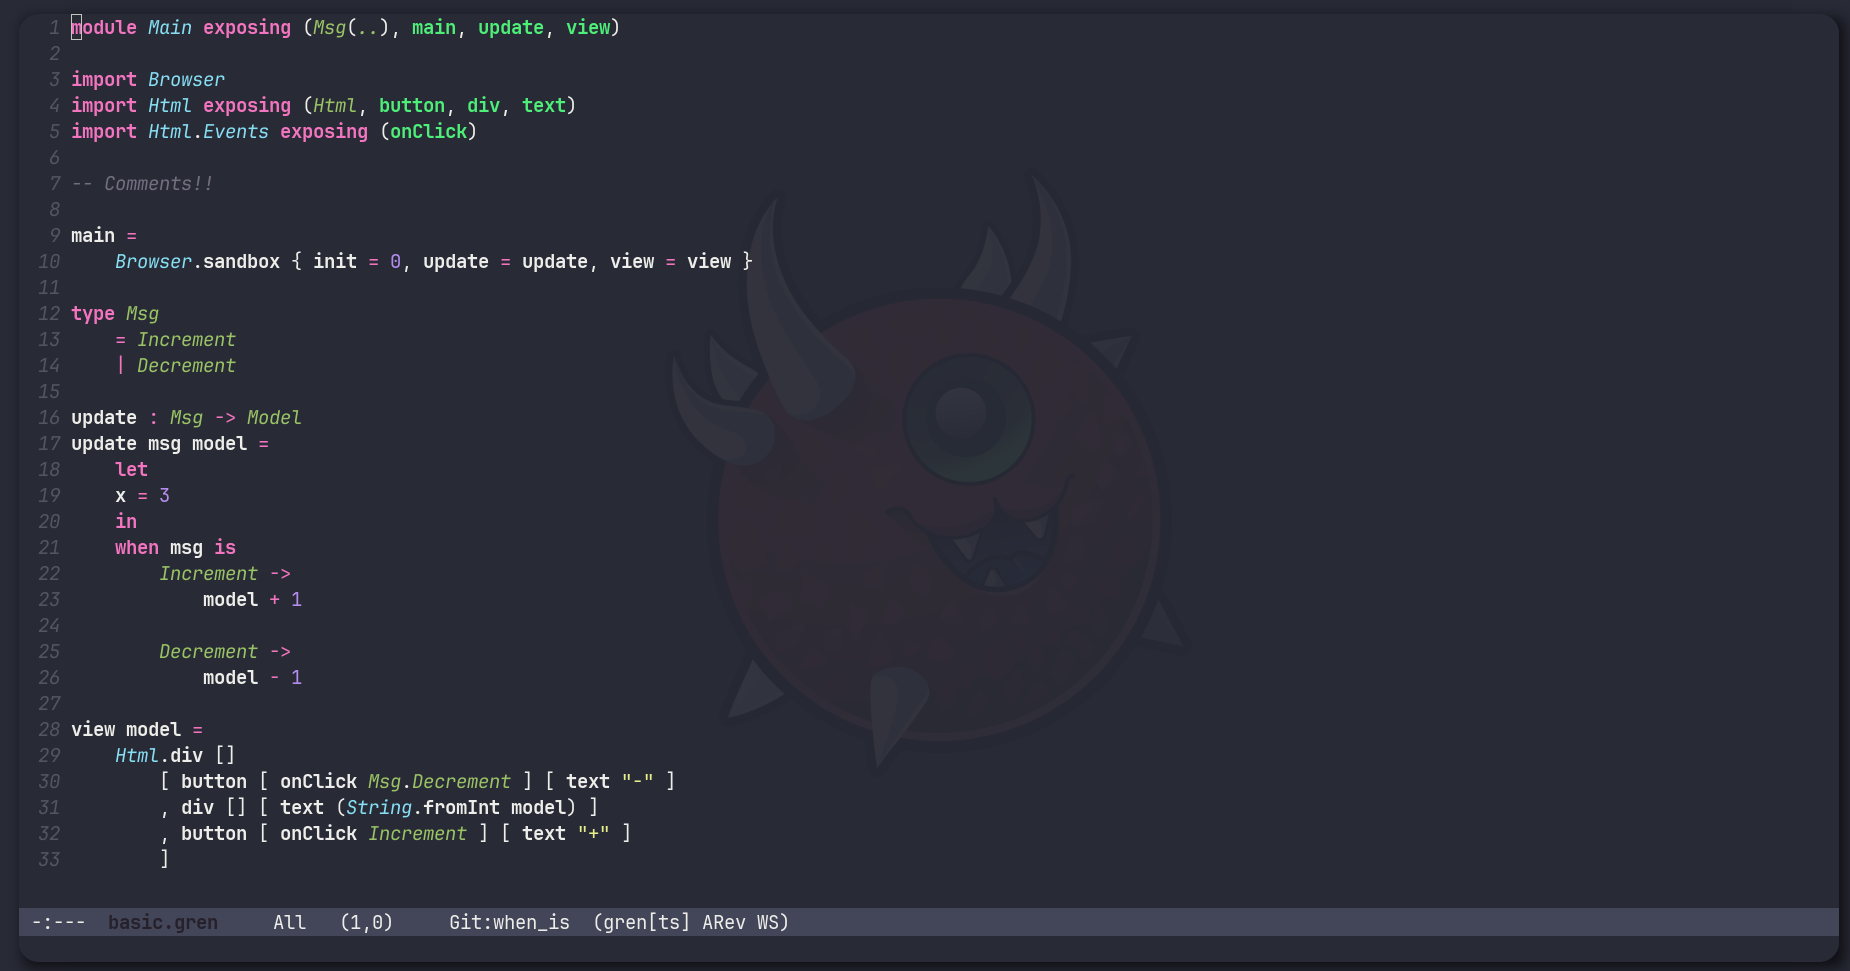 1 module Main exposing (Msg(..), main, update, view)
2
3 import Browser
4 import Html exposing (Html, button, div, text)
5 import Html.Events exposing (onClick)
6
7 -- Comments!!
8
9 main =
10     Browser.sandbox { init = 0, update = update, view = view }
11
12 type Msg
13     = Increment
14     | Decrement
15
16 update : Msg -> Model
17 update msg model =
18     let
19     x = 3
20     in
21     when msg is
22         Increment ->
23             model + 1
24
25         Decrement ->
26             model - 1
27
28 view model =
29     Html.div []
30         [ button [ onClick Msg.Decrement ] [ text "-" ]
31         , div [] [ text (String.fromInt model) ]
32         , button [ onClick Increment ] [ text "+" ]
33         ]
-:---  basic.gren     All   (1,0)     Git:when_is  (gren[ts] ARev WS)